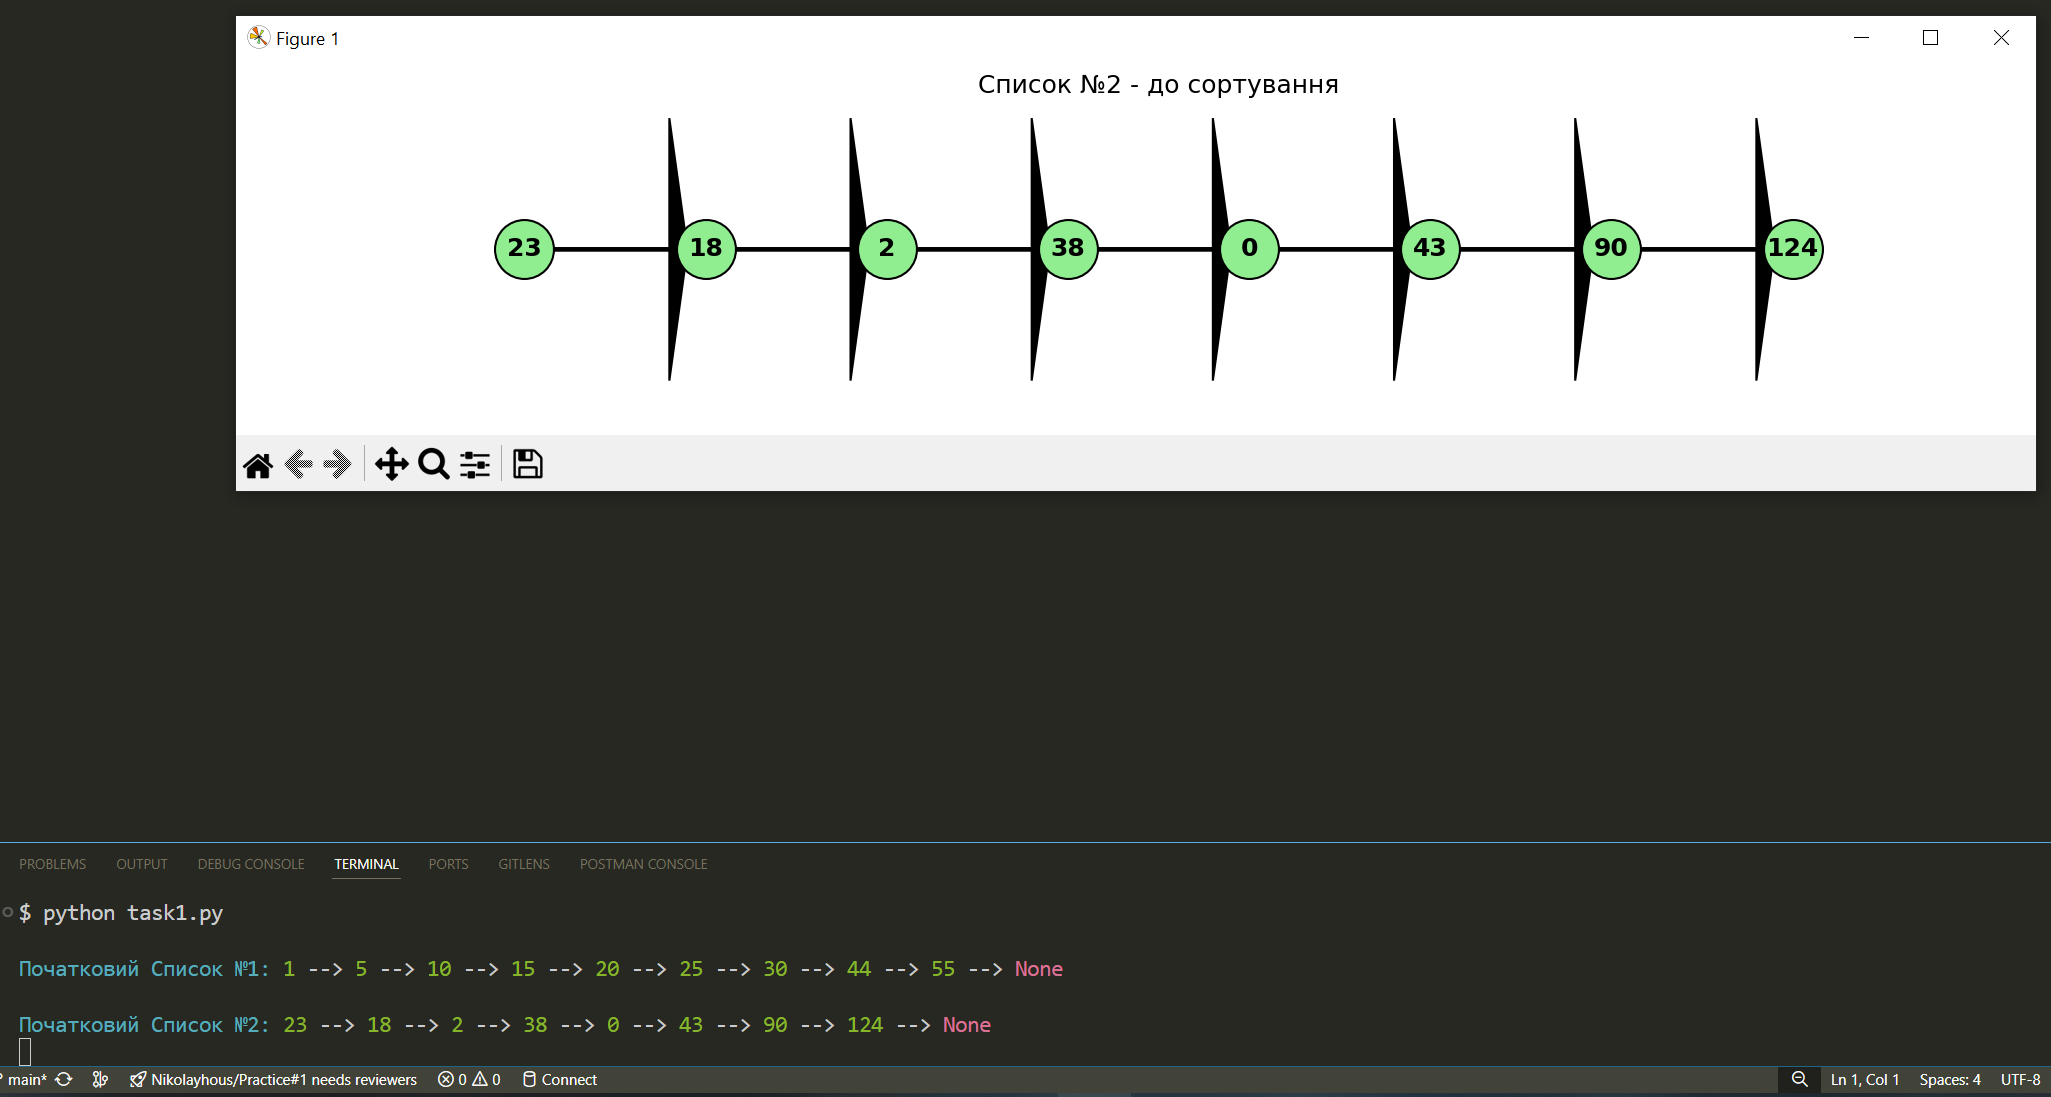 Figure 1
Список №2 - до сортування
23 18 2 38 0 43 90 124
PROBLEMS OUTPUT DEBUG CONSOLE TERMINAL PORTS GITLENS POSTMAN CONSOLE
$ python task1.py
Початковий Список №1: 1 --> 5 --> 10 --> 15 --> 20 --> 25 --> 30 --> 44 --> 55 --> None
Початковий Список №2: 23 --> 18 --> 2 --> 38 --> 0 --> 43 --> 90 --> 124 --> None
main* Nikolayhous/Practice#1 needs reviewers 0 0 Connect Ln 1, Col 1 Spaces: 4 UTF-8